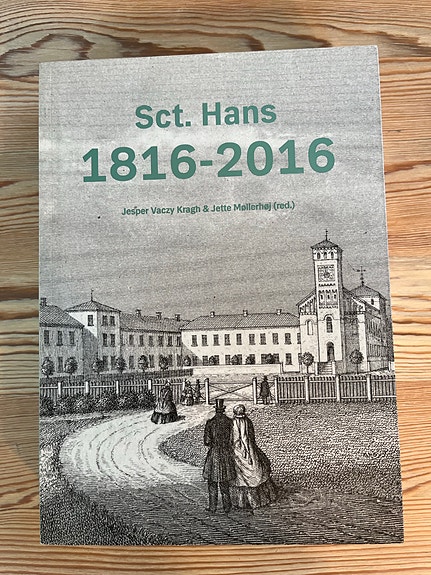 Sct. Hans
1816-2016
Jesper Vaczy Kragh & Jette Møllerhøj (red.)